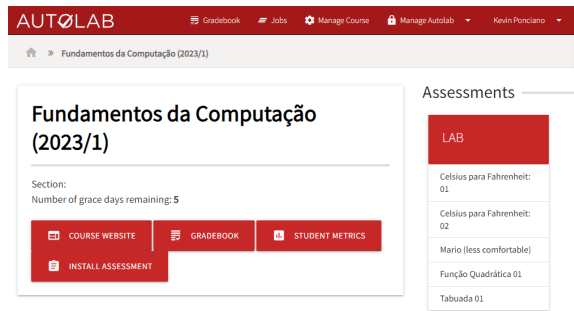 AUTOLAB
Gradebook Jobs Manage Course Manage Autolab Kevin Ponciano
» Fundamentos da Computação (2023/1)
Fundamentos da Computação
(2023/1)
Section:
Number of grace days remaining: 5
COURSE WEBSITE GRADEBOOK STUDENT METRICS
INSTALL ASSESSMENT
Assessments
LAB
Celsius para Fahrenheit:
01
Celsius para Fahrenheit:
02
Mario (less comfortable)
Função Quadrática 01
Tabuada 01